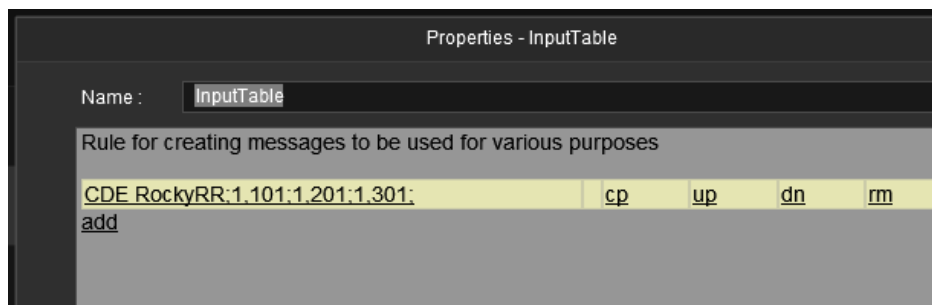 Properties - InputTable
Name : InputTable
Rule for creating messages to be used for various purposes
CDE RockyRR;1,101;1,201;1,301; cp up dn rm
add